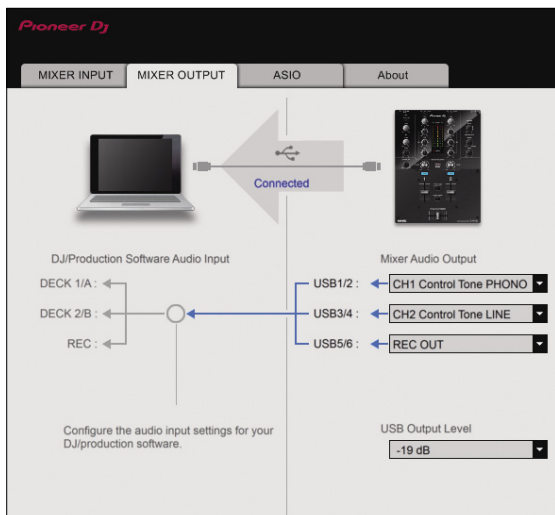 Pioneer Dj
MIXER INPUT
MIXER OUTPUT
ASIO
About
Connected
DJ/Production Software Audio Input
Mixer Audio Output
DECK 1/A :
DECK 2/B :
REC :
USB1/2 :
CH1 Control Tone PHONO
USB3/4 :
CH2 Control Tone LINE
USB5/6 :
REC OUT
Configure the audio input settings for your
DJ/production software.
USB Output Level
-19 dB